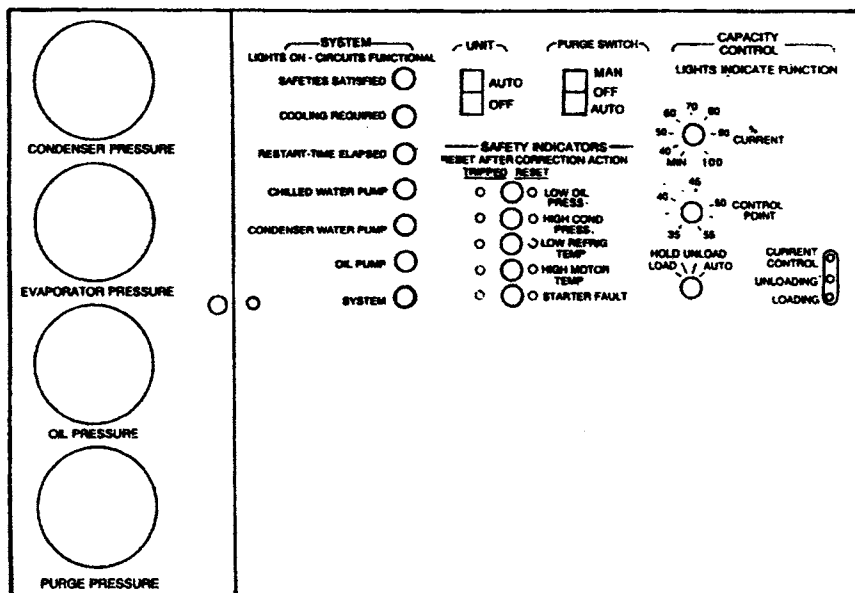 CONDENSER PRESSURE
EVAPORATOR PRESSURE
OIL PRESSURE
PURGE PRESSURE
SYSTEM
LIGHTS ON - CIRCUITS FUNCTIONAL
SAFETIES SATISFIED
COOLING REQUIRED
RESTART-TIME ELAPSED
CHILLED WATER PUMP
CONDENSER WATER PUMP
OIL PUMP
SYSTEM
UNIT
AUTO
OFF
PURGE SWITCH
MAN
OFF
AUTO
SAFETY INDICATORS
RESET AFTER CORRECTION ACTION
TRIPPED RESET
LOW OIL
PRESS.
HIGH COND
PRESS.
LOW REFRIG
TEMP
HIGH MOTOR
TEMP
STARTER FAULT
CAPACITY
CONTROL
LIGHTS INDICATE FUNCTION
70
60 80
50 90
40
MIN 100
%
CURRENT
45
40 50
35 55
CONTROL
POINT
HOLD UNLOAD
LOAD AUTO
CURRENT
CONTROL
UNLOADING
LOADING